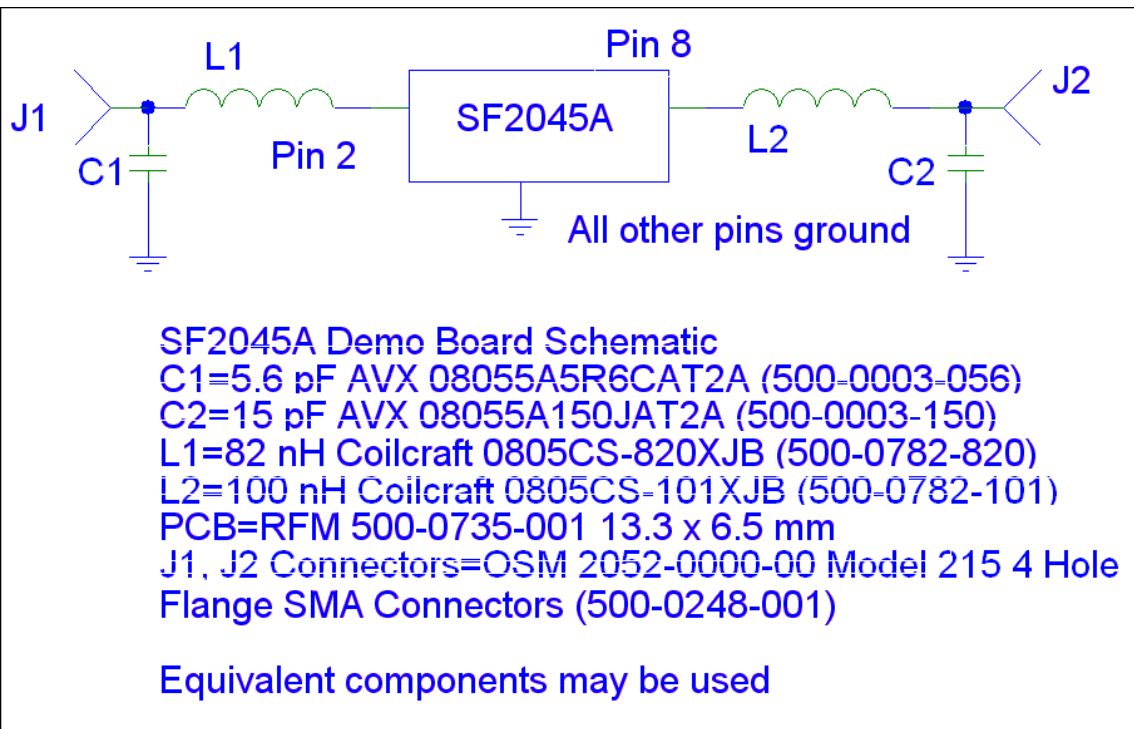 Pin 8
L1
J2
SF2045A
J1
L2
Pin 2
C1
C2
All other pins ground
SF2045A Demo Board Schematic
C1=5.6 pF AVX 08055A5R6CAT2A (500-0003-056)
C2=15 pF AVX 08055A150JAT2A (500-0003-150)
L1=82 nH Coilcraft 0805CS-820XJB (500-0782-820)
L2=100 nH Coilcraft 0805CS-101XJB (500-0782-101)
PCB=RFM 500-0735-001 13.3 x 6.5 mm
J1, J2 Connectors=OSM 2052-0000-00 Model 215 4 Hole
Flange SMA Connectors (500-0248-001)
Equivalent components may be used